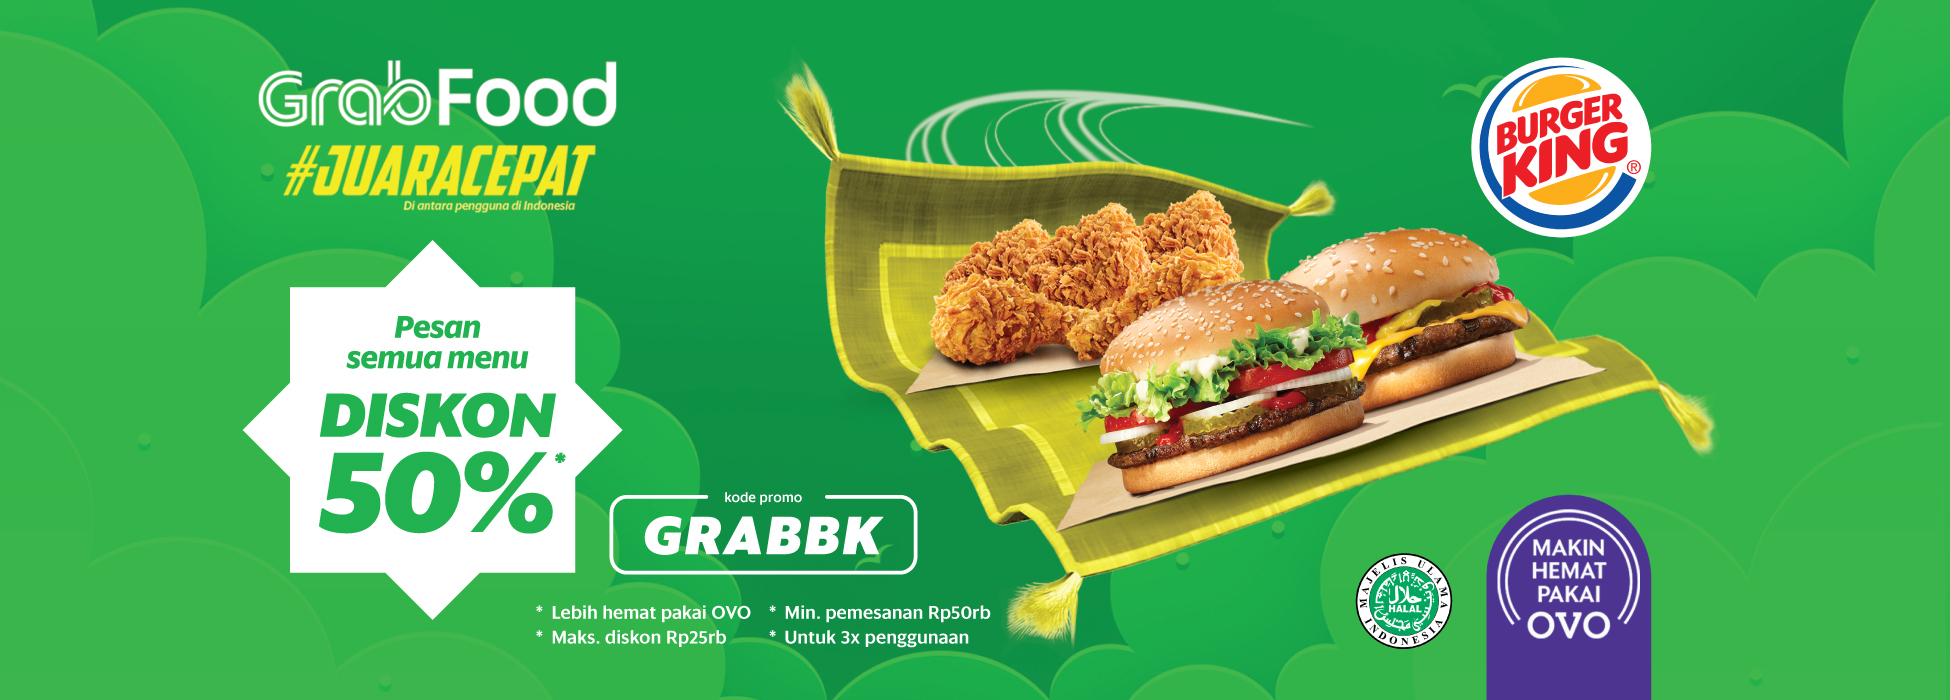 GrabFood
#JUARACEPAT
Di antara pengguna di Indonesia
Pesan
semua menu
DISKON
50%*
kode promo
GRABBK
* Lebih hemat pakai OVO
* Maks. diskon Rp25rb
* Min. pemesanan Rp50rb
* Untuk 3x penggunaan
BURGER
KING®
MAJELIS ULAMA
حلال
HALAL
INDONESIA
MAKIN
HEMAT
PAKAI
OVO